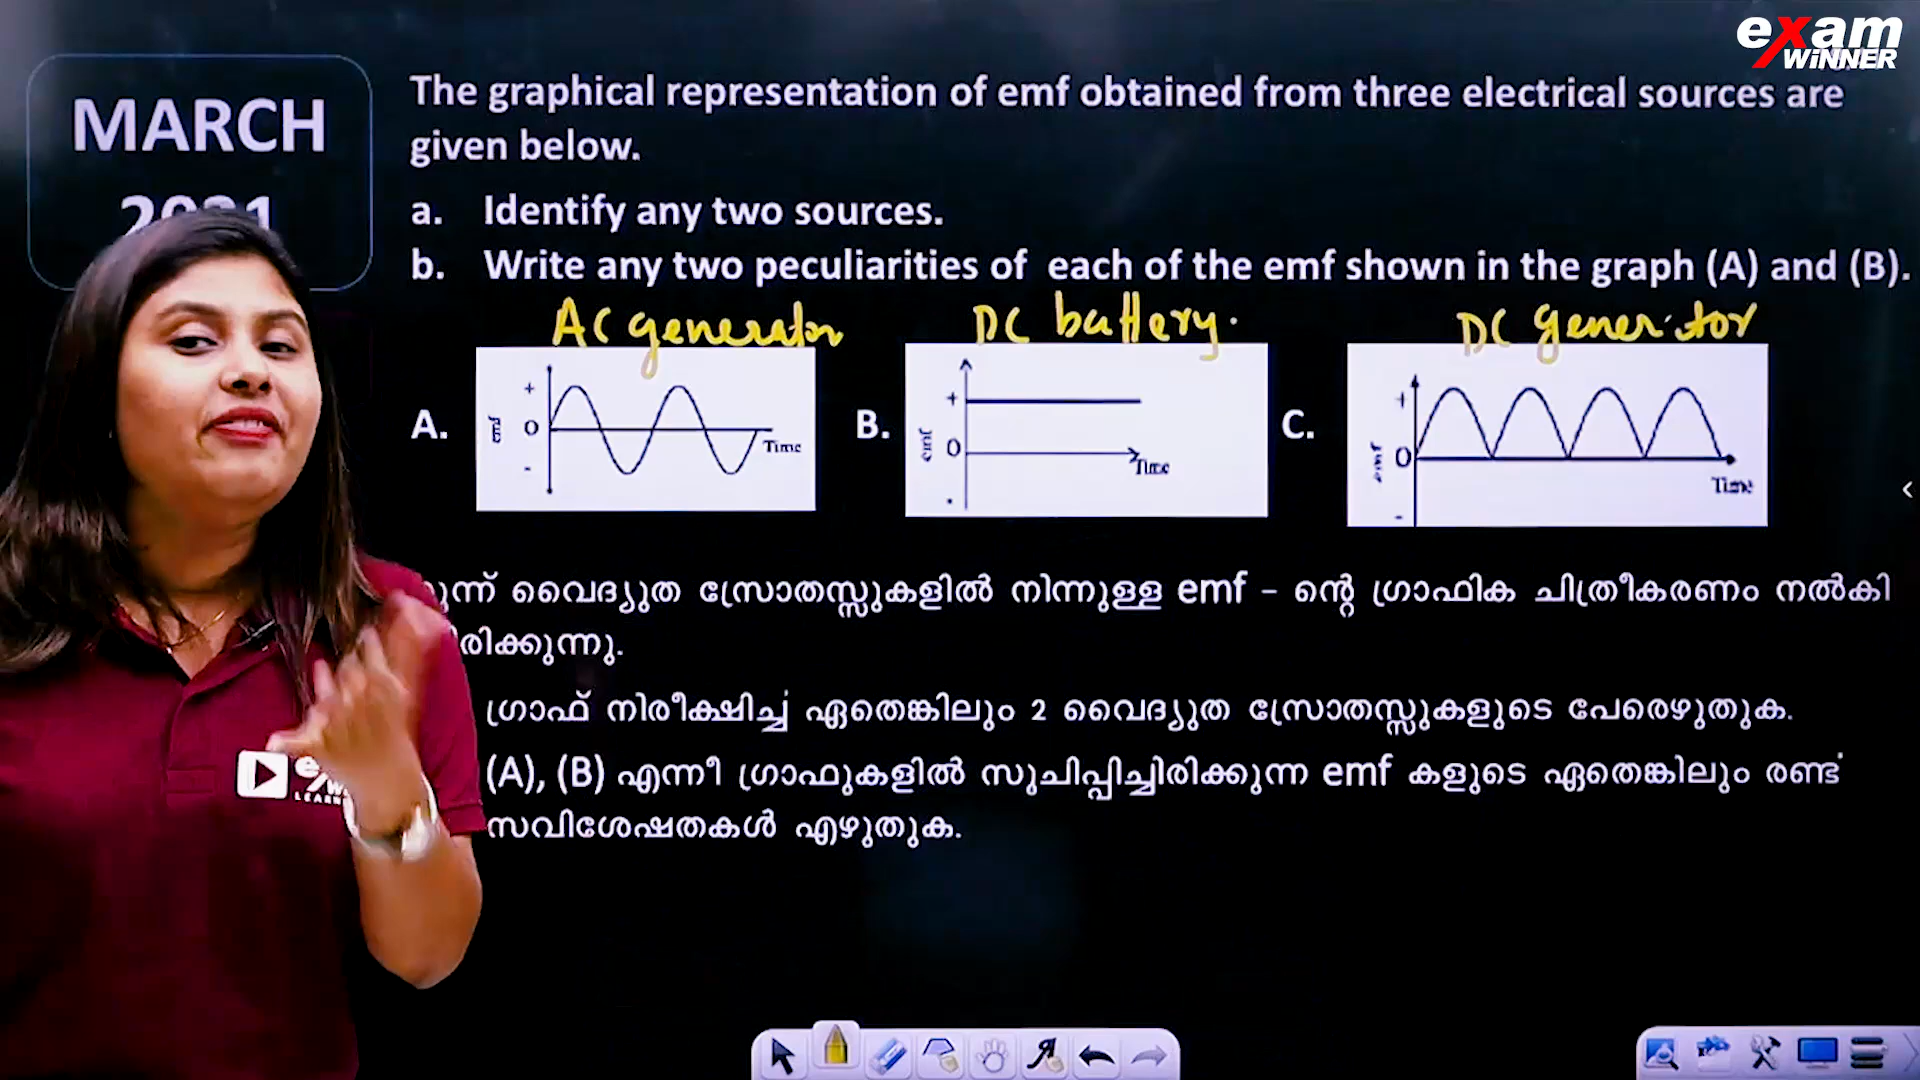 exam
WiNNER
MARCH
The graphical representation of emf obtained from three electrical sources are
given below.
a. Identify any two sources.
b. Write any two peculiarities of each of the emf shown in the graph (A) and (B).
AC generator DC battery. DC generator
A. + emf 0 - Time
B. + emf 0 Time
C. + emf 0 - Time
വൈദ്യുത സ്രോതസ്സുകളിൽ നിന്നുള്ള emf – ന്റെ ഗ്രാഫിക ചിത്രീകരണം നൽകി
രിക്കുന്നു.
ഗ്രാഫ് നിരീക്ഷിച്ച് ഏതെങ്കിലും 2 വൈദ്യുത സ്രോതസ്സുകളുടെ പേരെഴുതുക.
(A), (B) എന്നീ ഗ്രാഫുകളിൽ സൂചിപ്പിച്ചിരിക്കുന്ന emf കളുടെ ഏതെങ്കിലും രണ്ട്
സവിശേഷതകൾ എഴുതുക.